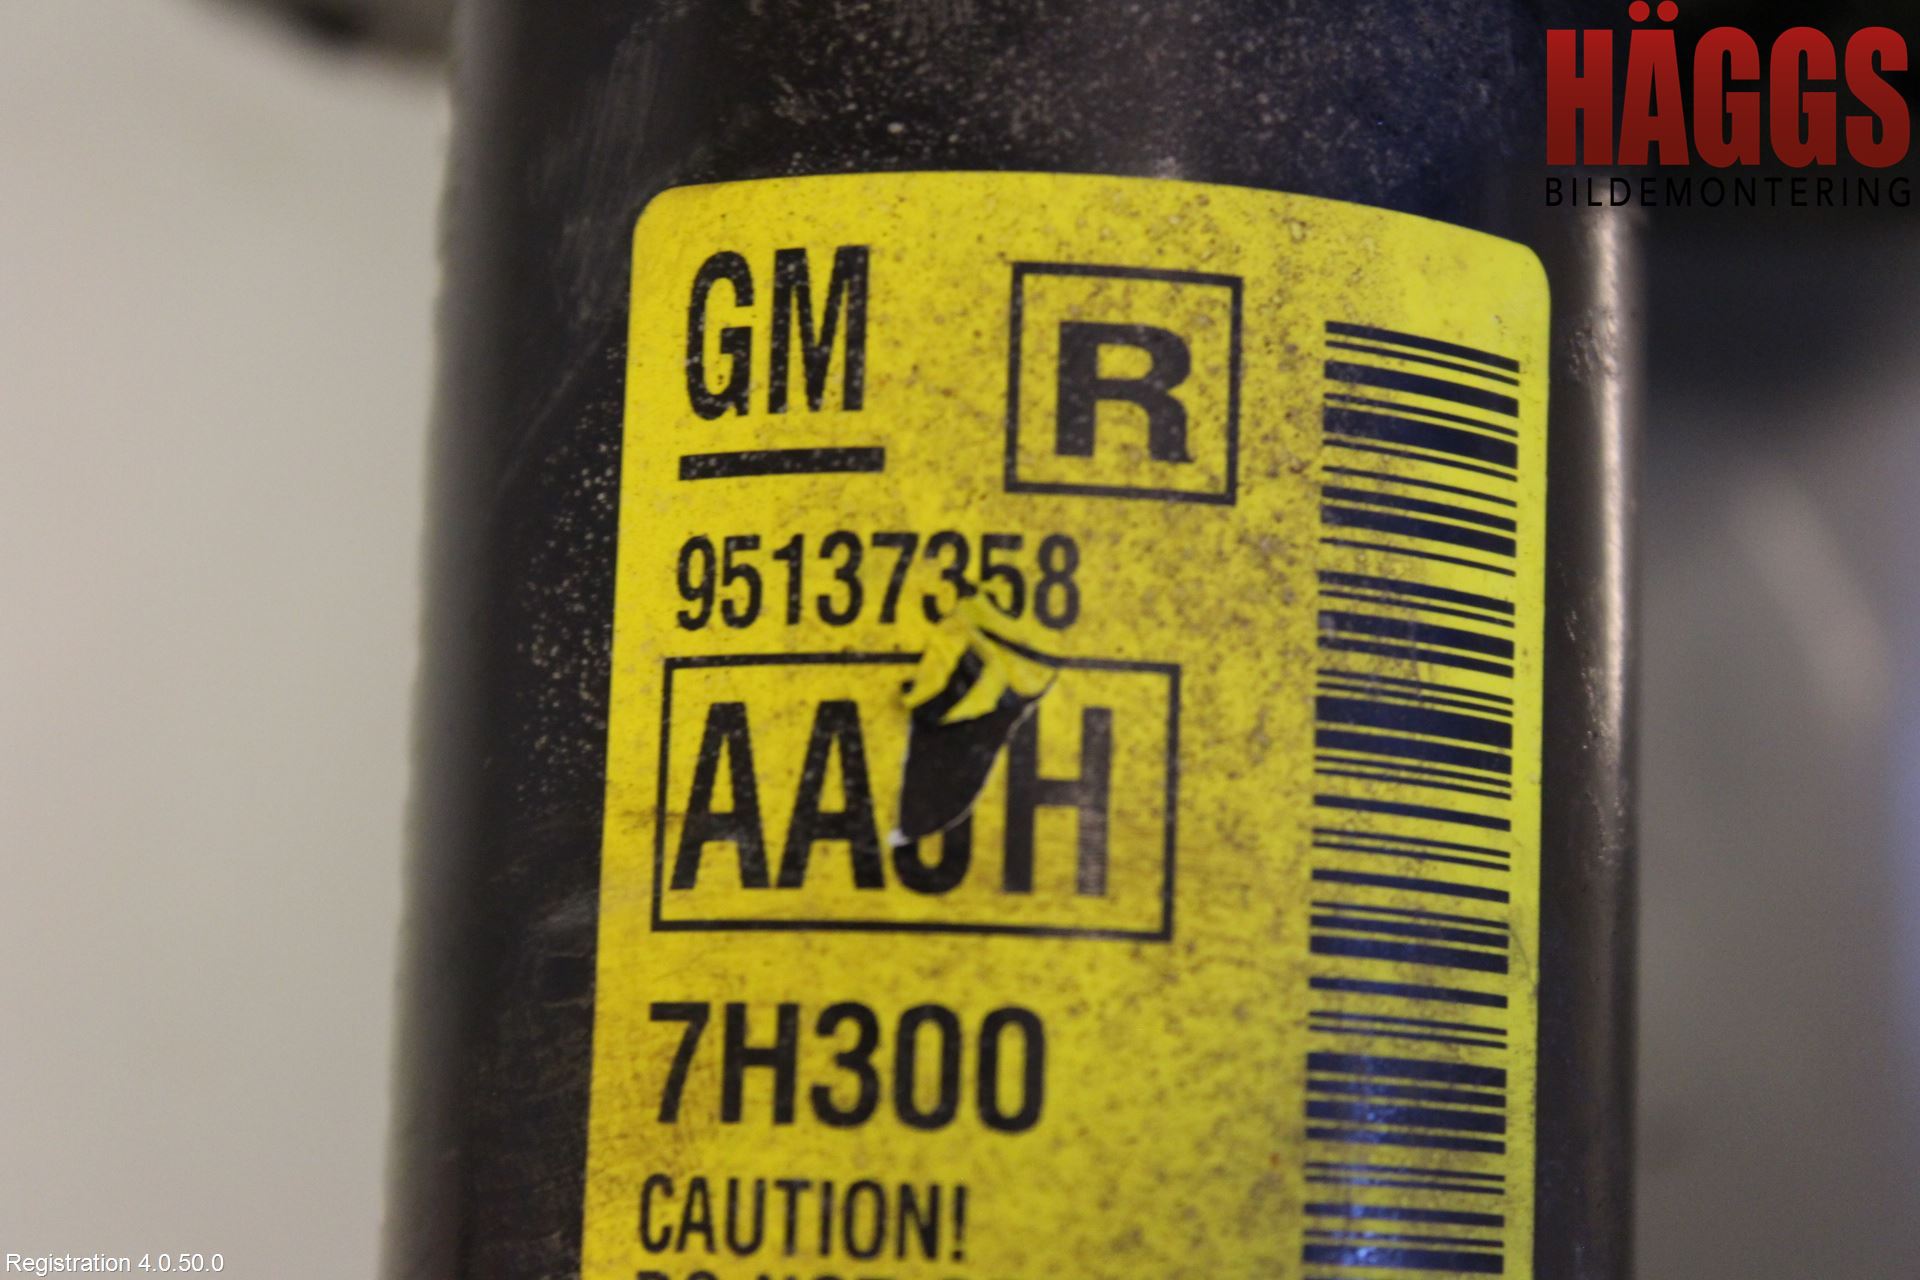 HÄGGS
BILDEMONTERING
GM
R
95137358
7H300
CAUTION!
Registration 4.0.50.0